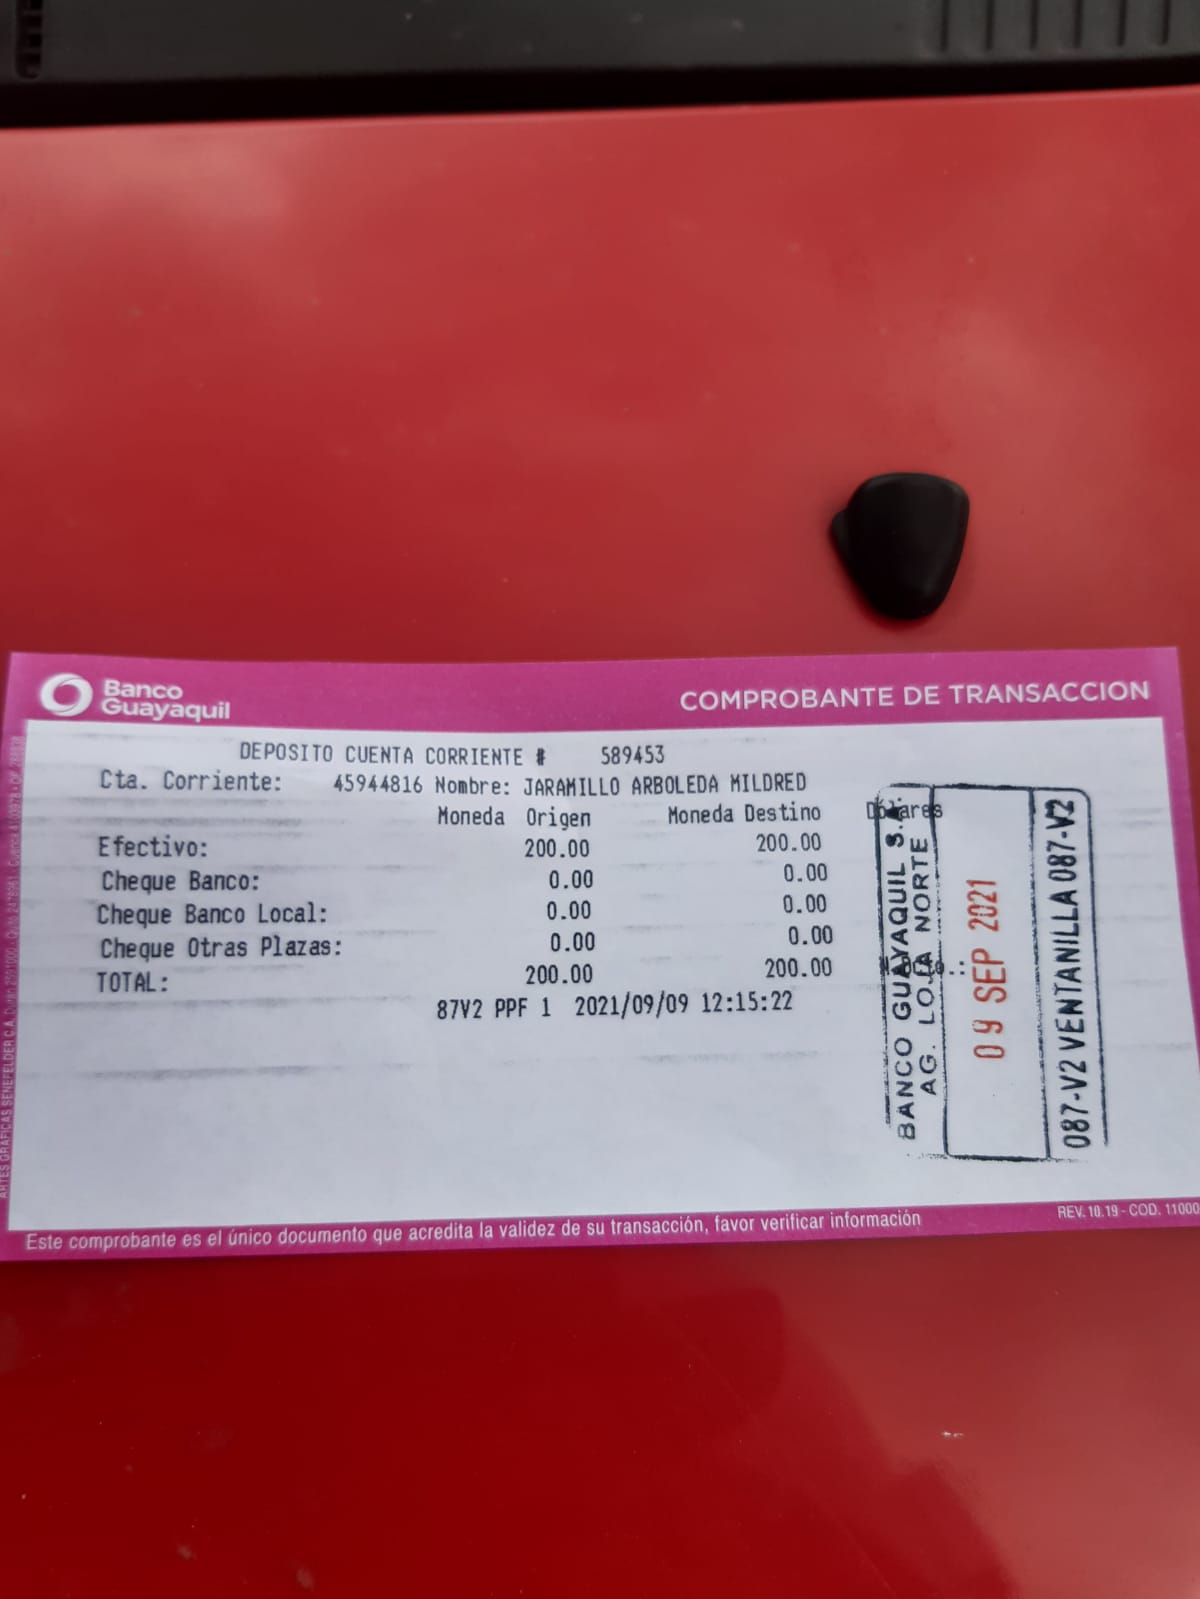 Banco
Guayaquil
COMPROBANTE DE TRANSACCION
DEPOSITO CUENTA CORRIENTE # 589453
Cta. Corriente: 45944816 Nombre: JARAMILLO ARBOLEDA MILDRED
Moneda Origen Moneda Destino Dólares
Efectivo: 200.00 200.00
Cheque Banco: 0.00 0.00
Cheque Banco Local: 0.00 0.00
Cheque Otras Plazas: 0.00 0.00
TOTAL: 200.00 200.00
87V2 PPF 1 2021/09/09 12:15:22
BANCO GUAYAQUIL S.A.
AG. LOJA NORTE
09 SEP 2021
087-V2 VENTANILLA 087-V2
Este comprobante es el único documento que acredita la validez de su transacción, favor verificar información
REV. 10.19 - COD. 11000
ARTES GRAFICAS SENEFELDER C.A.